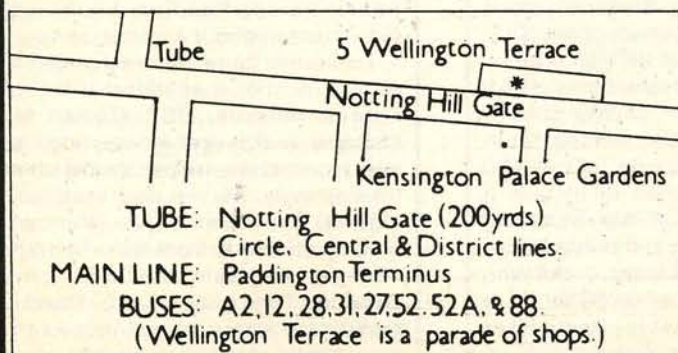 Tube 5 Wellington Terrace
*
Notting Hill Gate
Kensington Palace Gardens
TUBE: Notting Hill Gate (200yrds)
Circle, Central & District lines.
MAIN LINE: Paddington Terminus
BUSES: A2,12,28,31,27,52,52A,& 88.
(Wellington Terrace is a parade of shops.)